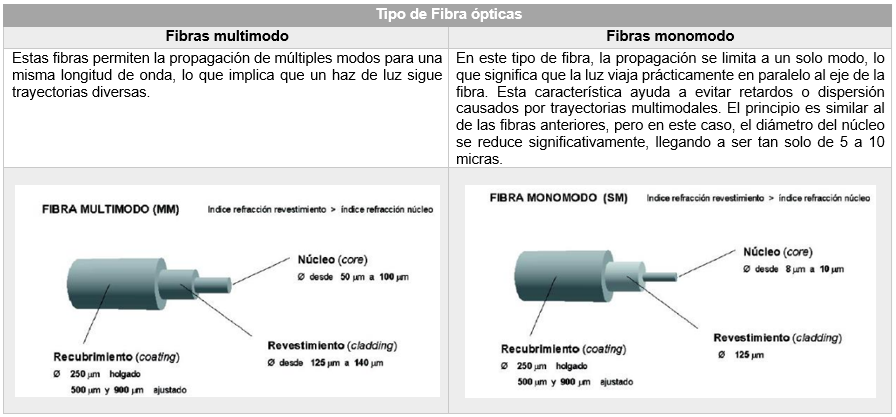 Tipo de Fibra ópticas
Fibras multimodo
Estas fibras permiten la propagación de múltiples modos para una
misma longitud de onda, lo que implica que un haz de luz sigue
trayectorias diversas.
Fibras monomodo
En este tipo de fibra, la propagación se limita a un solo modo, lo
que significa que la luz viaja prácticamente en paralelo al eje de la
fibra. Esta característica ayuda a evitar retardos o dispersión
causados por trayectorias multimodales. El principio es similar al
de las fibras anteriores, pero en este caso, el diámetro del núcleo
se reduce significativamente, llegando a ser tan solo de 5 a 10
micras.
FIBRA MULTIMODO (MM) Indice refracción revestimiento > índice refracción núcleo
Núcleo (core)
Ø desde 50 µm a 100 µm
Revestimiento (cladding)
Ø desde 125 µm a 140 µm
Recubrimiento (coating)
Ø 250 µm holgado
500 µm y 900 µm ajustado
FIBRA MONOMODO (SM) Indice refracción revestimiento > índice refracción núcleo
Núcleo (core)
Ø desde 8 µm a 10 µm
Revestimiento (cladding)
Ø 125 µm
Recubrimiento (coating)
Ø 250 µm holgado
500 µm y 900 µm ajustado